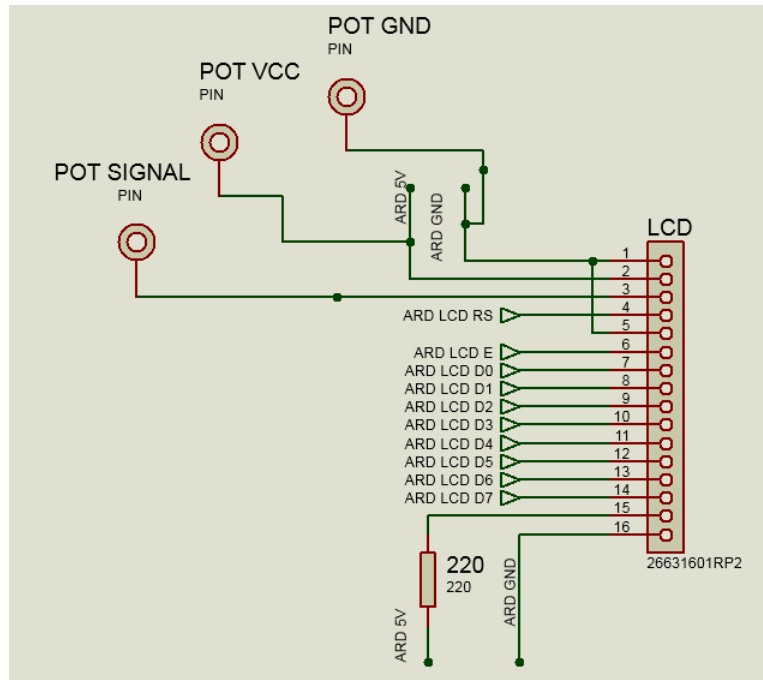 POT GND
PIN
POT VCC
PIN
POT SIGNAL
PIN
ARD 5V
ARD GND
LCD
1
2
3
ARD LCD RS 4
5
ARD LCD E 6
ARD LCD D0 7
ARD LCD D1 8
ARD LCD D2 9
ARD LCD D3 10
ARD LCD D4 11
ARD LCD D5 12
ARD LCD D6 13
ARD LCD D7 14
15
16
26631601RP2
220
220
ARD 5V
ARD GND